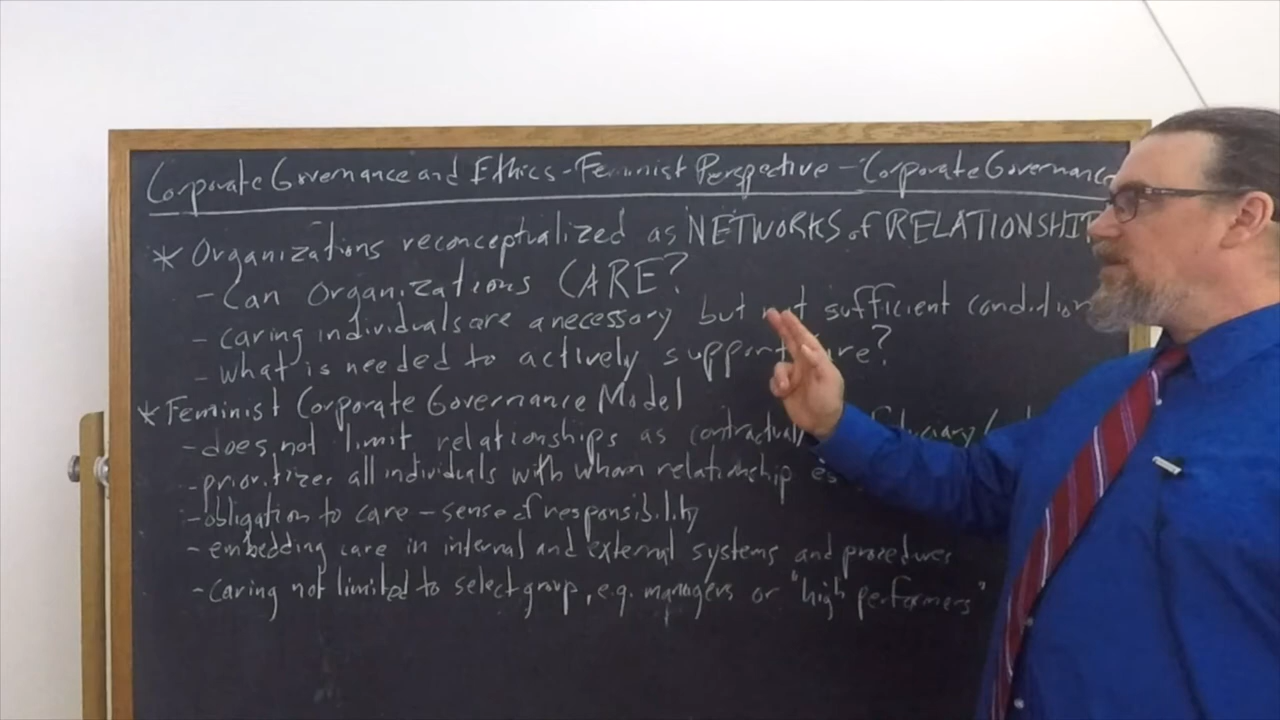 Corporate Governance and Ethics - Feminist Perspective - Corporate Governance
* Organizations reconceptualized as NETWORKS of RELATIONSHIP
- Can organizations CARE?
- caring individuals are a necessary but not sufficient condition
- What is needed to actively support
* Feminist Corporate Governance Model
- does not limit relationships as contractual
- prioritizes all individuals with whom relationship
- obligation to care - sense of responsibility
- embedding care in internal and external systems and procedures
- caring not limited to select group, e.g. managers or "high performers"